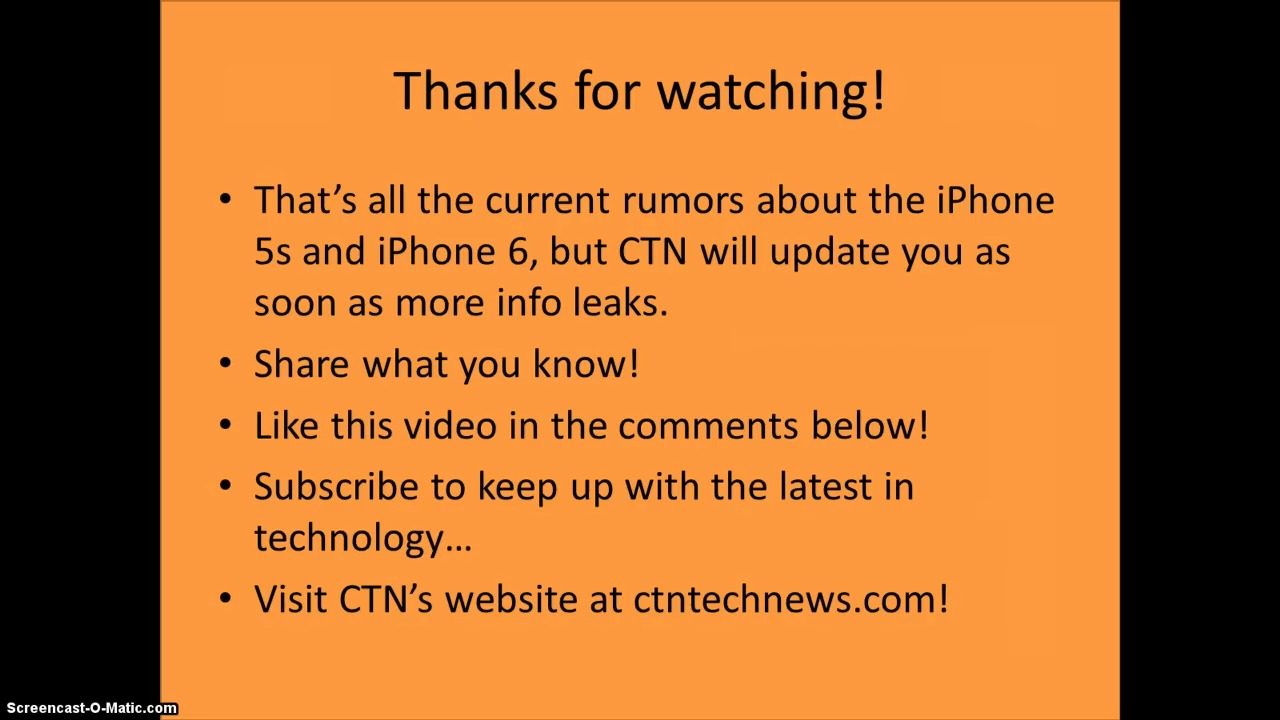 Thanks for watching!
• That’s all the current rumors about the iPhone
5s and iPhone 6, but CTN will update you as
soon as more info leaks.
• Share what you know!
• Like this video in the comments below!
• Subscribe to keep up with the latest in
technology…
• Visit CTN’s website at ctntechnews.com!
Screencast-O-Matic.com